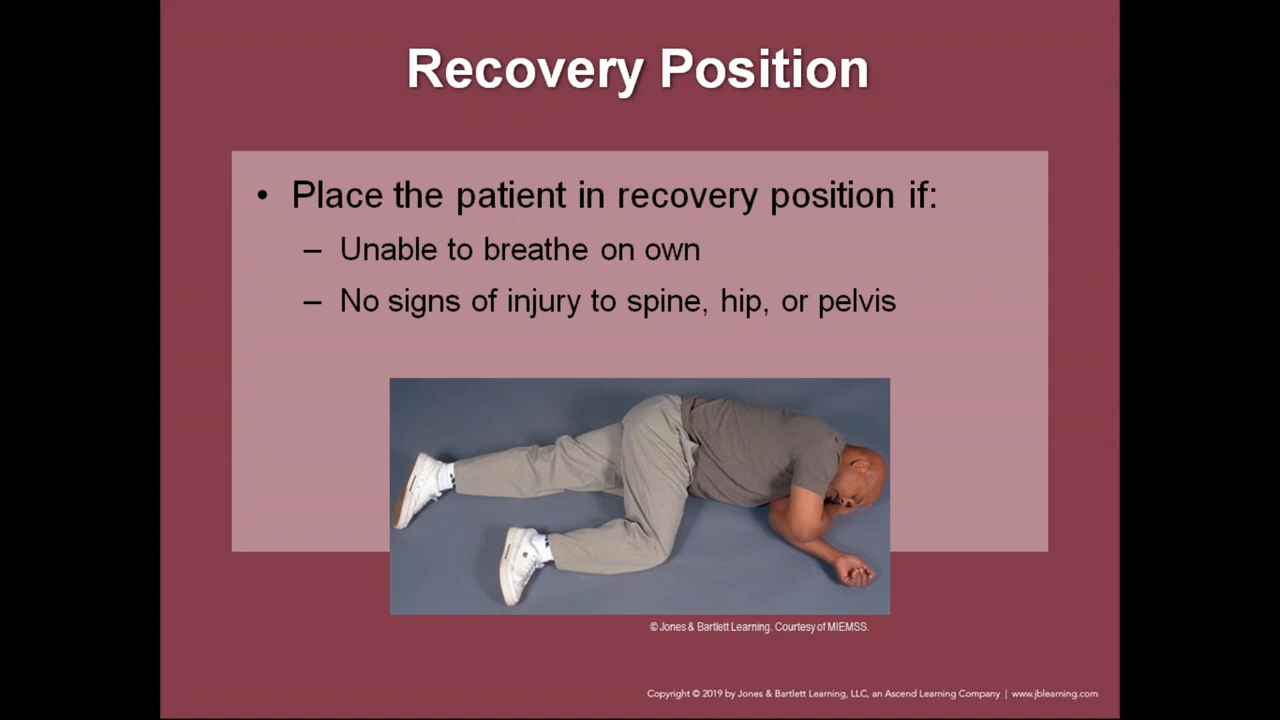 Recovery Position
• Place the patient in recovery position if:
– Unable to breathe on own
– No signs of injury to spine, hip, or pelvis
© Jones & Bartlett Learning. Courtesy of MIEMSS.
Copyright © 2019 by Jones & Bartlett Learning, LLC, an Ascend Learning Company | www.jblearning.com